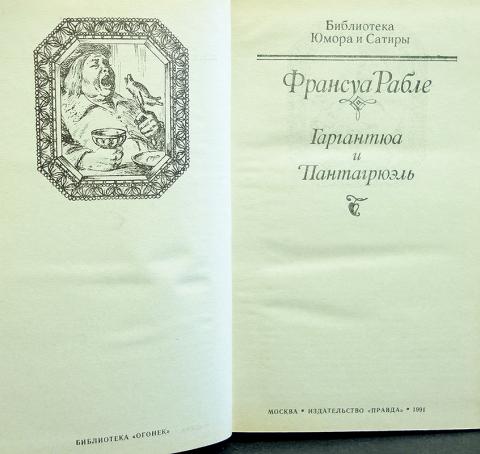 БИБЛИОТЕКА «ОГОНЕК»
Библиотека
Юмора и Сатиры
Франсуа Рабле
Гаргантюа
и
Пантагрюэль
МОСКВА • ИЗДАТЕЛЬСТВО «ПРАВДА» • 1991